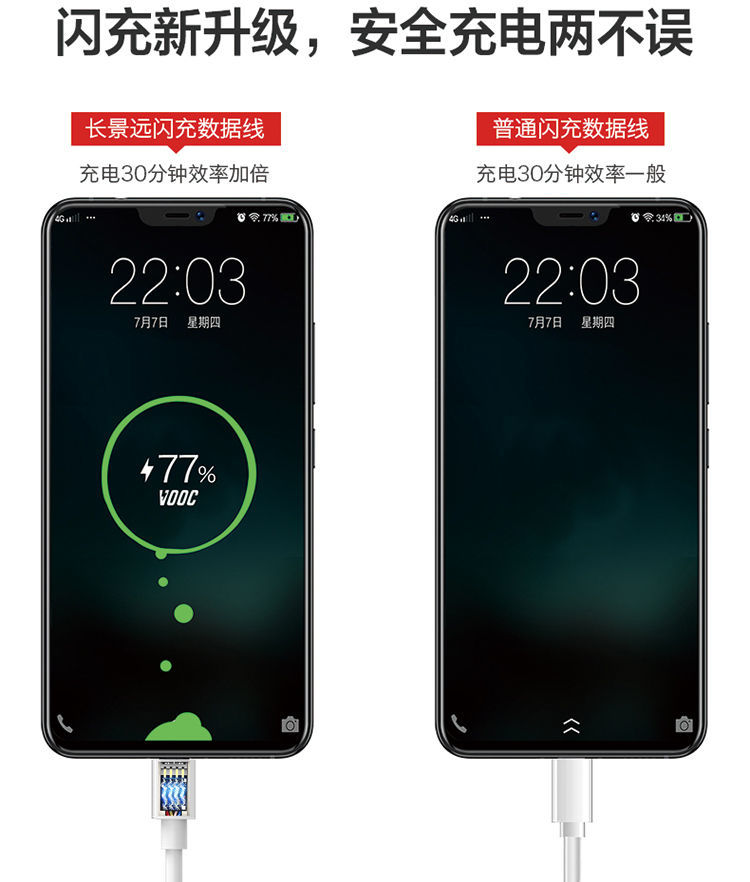 闪充新升级，安全充电两不误
长景远闪充数据线
充电30分钟效率加倍
普通闪充数据线
充电30分钟效率一般
4G ... 77%
22:03
7月7日 星期四
77%
VOOC
4G ... 34%
22:03
7月7日 星期四